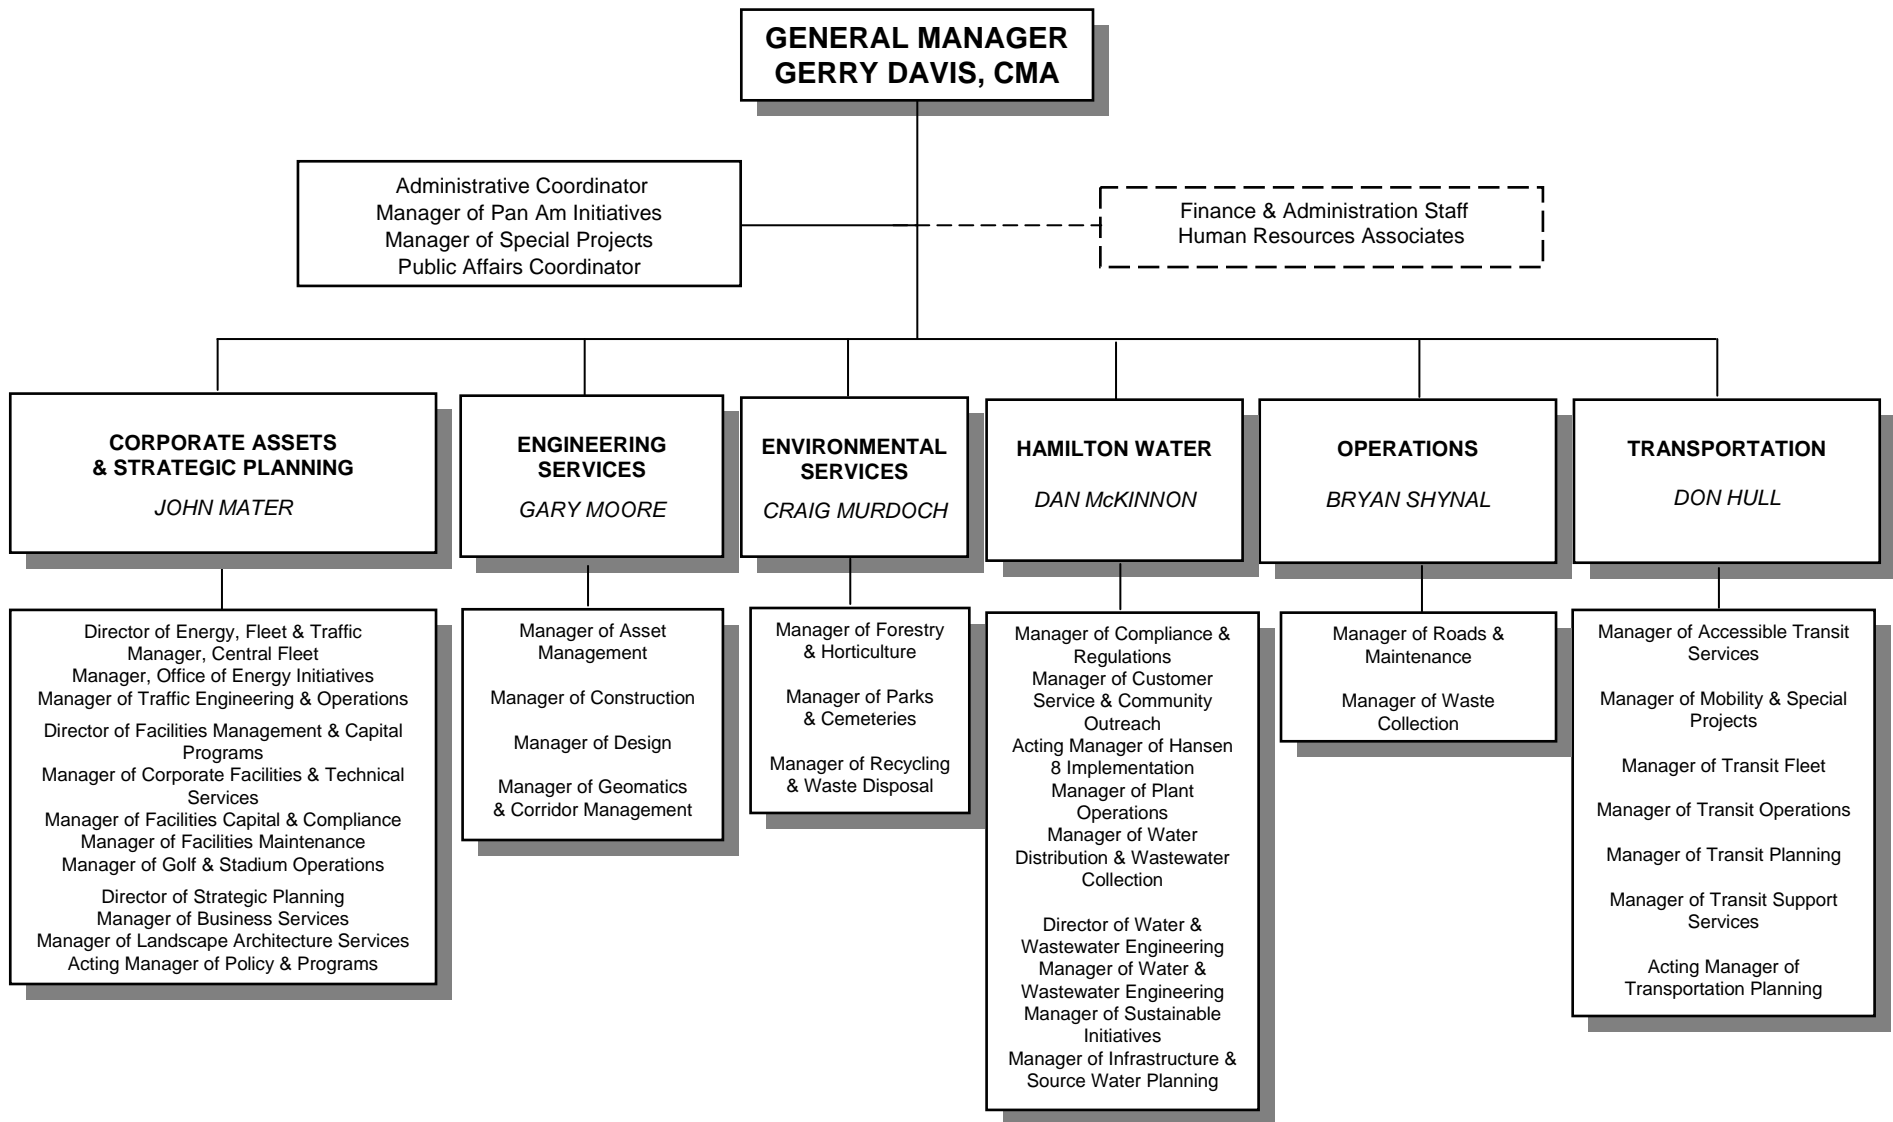 GENERAL MANAGER
GERRY DAVIS, CMA
Administrative Coordinator
Manager of Pan Am Initiatives
Manager of Special Projects
Public Affairs Coordinator
Finance & Administration Staff
Human Resources Associates
CORPORATE ASSETS
& STRATEGIC PLANNING
JOHN MATER
ENGINEERING
SERVICES
GARY MOORE
ENVIRONMENTAL
SERVICES
CRAIG MURDOCH
HAMILTON WATER
DAN McKINNON
OPERATIONS
BRYAN SHYNAL
TRANSPORTATION
DON HULL
Director of Energy, Fleet & Traffic
Manager, Central Fleet
Manager, Office of Energy Initiatives
Manager of Traffic Engineering & Operations
Director of Facilities Management & Capital
Programs
Manager of Corporate Facilities & Technical
Services
Manager of Facilities Capital & Compliance
Manager of Facilities Maintenance
Manager of Golf & Stadium Operations
Director of Strategic Planning
Manager of Business Services
Manager of Landscape Architecture Services
Acting Manager of Policy & Programs
Manager of Asset
Management
Manager of Construction
Manager of Design
Manager of Geomatics
& Corridor Management
Manager of Forestry
& Horticulture
Manager of Parks
& Cemeteries
Manager of Recycling
& Waste Disposal
Manager of Compliance &
Regulations
Manager of Customer
Service & Community
Outreach
Acting Manager of Hansen
8 Implementation
Manager of Plant
Operations
Manager of Water
Distribution & Wastewater
Collection
Director of Water &
Wastewater Engineering
Manager of Water &
Wastewater Engineering
Manager of Sustainable
Initiatives
Manager of Infrastructure &
Source Water Planning
Manager of Roads &
Maintenance
Manager of Waste
Collection
Manager of Accessible Transit
Services
Manager of Mobility & Special
Projects
Manager of Transit Fleet
Manager of Transit Operations
Manager of Transit Planning
Manager of Transit Support
Services
Acting Manager of
Transportation Planning